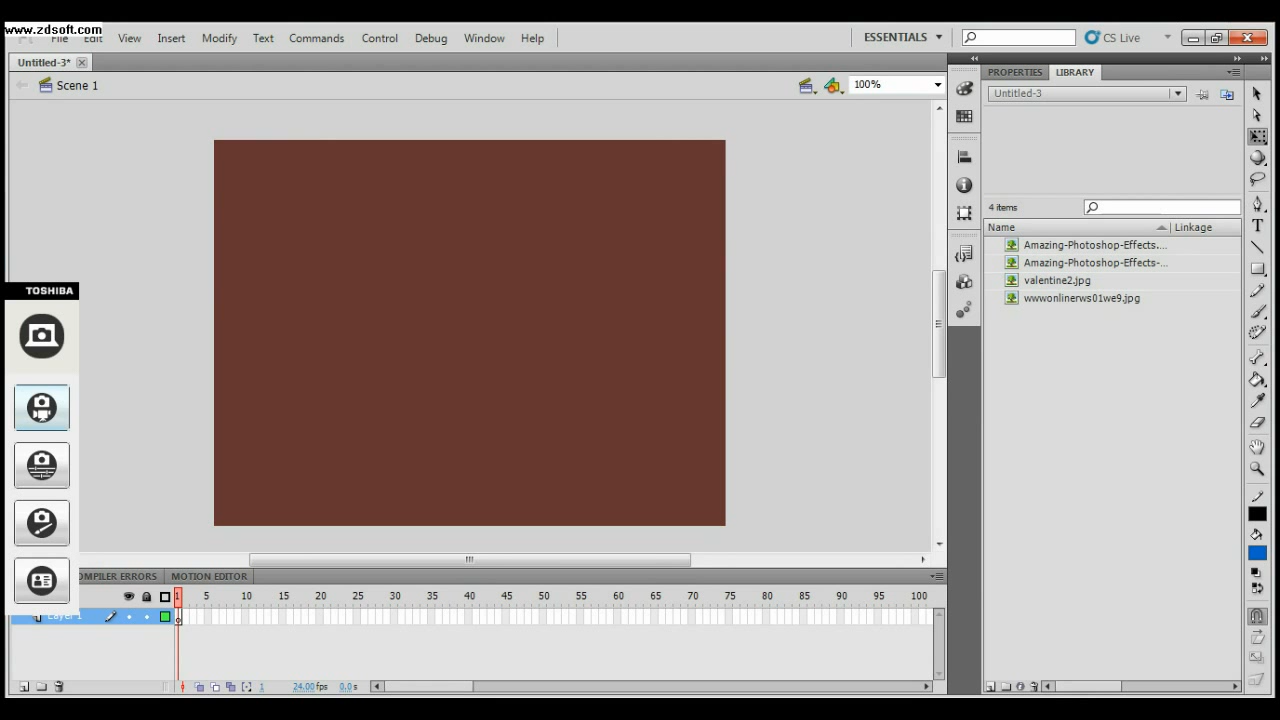 www.zdsoft.com
File Edit View Insert Modify Text Commands Control Debug Window Help
ESSENTIALS
CS Live
Untitled-3*
Scene 1
100%
PROPERTIES LIBRARY
Untitled-3
4 items
Name Linkage
Amazing-Photoshop-Effects....
Amazing-Photoshop-Effects-...
valentine2.jpg
wwwonlinerws01we9.jpg
TOSHIBA
OMPILER ERRORS MOTION EDITOR
1 5 10 15 20 25 30 35 40 45 50 55 60 65 70 75 80 85 90 95 100
Layer 1
1 24.00 fps 0.0 s